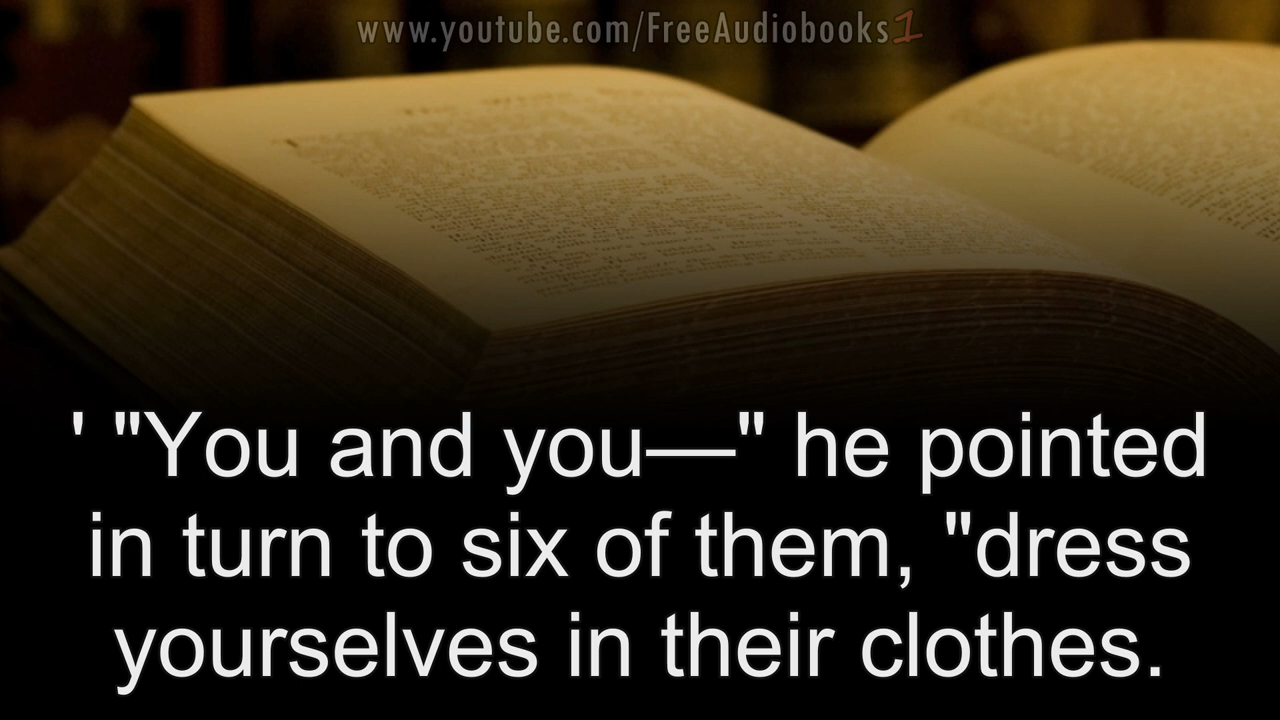 www.youtube.com/FreeAudiobooks1
' "You and you—" he pointed
in turn to six of them, "dress
yourselves in their clothes.